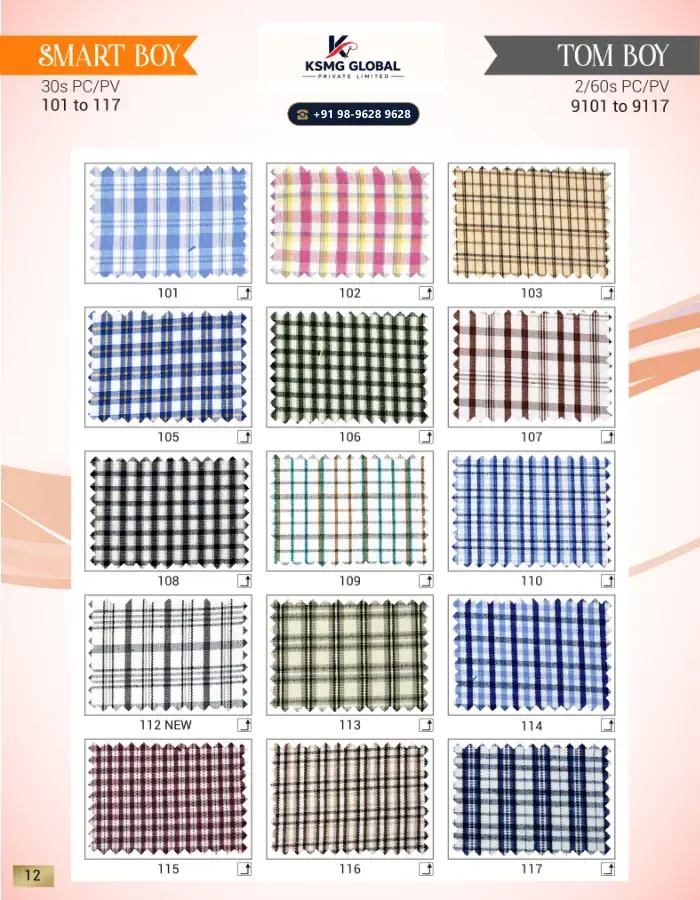 SMART BOY
30s PC/PV
101 to 117
KSMG GLOBAL
PRIVATE LIMITED
+91 98-9628 9628
TOM BOY
2/60s PC/PV
9101 to 9117
101
102
103
105
106
107
108
109
110
112 NEW
113
114
115
116
117
12